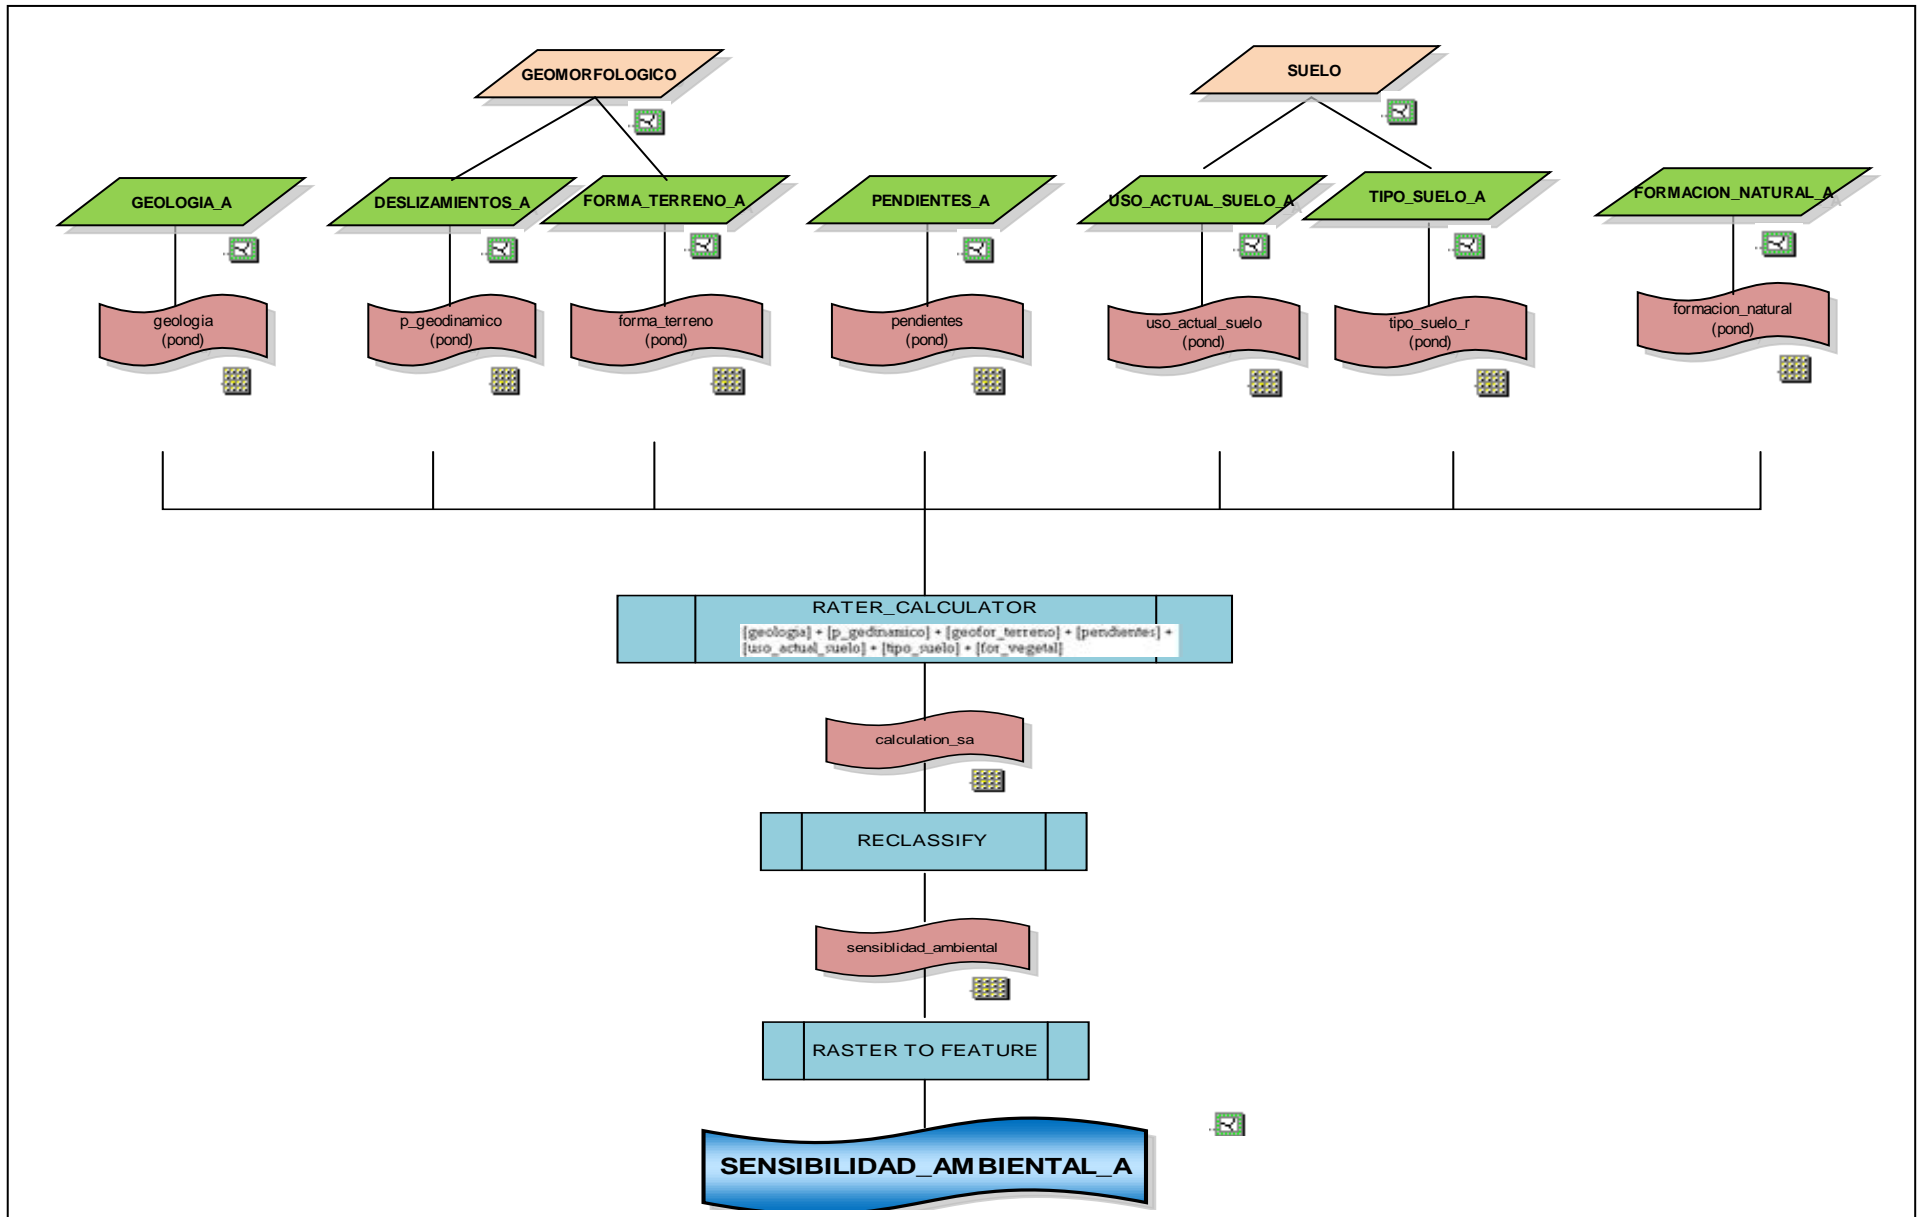 GEOMORFOLOGICO
SUELO
GEOLOGIA_A
DESLIZAMIENTOS_A
FORMA_TERRENO_A
PENDIENTES_A
USO_ACTUAL_SUELO_A
TIPO_SUELO_A
FORMACION_NATURAL_A
geologia
(pond)
p_geodinamico
(pond)
forma_terreno
(pond)
pendientes
(pond)
uso_actual_suelo
(pond)
tipo_suelo_r
(pond)
formacion_natural
(pond)
RATER_CALCULATOR
[geologia] + [p_gedinamico] + [geofor_terreno] + [pendientes] +
[uso_actual_suelo] + [tipo_suelo] + [for_vegetal]
calculation_sa
RECLASSIFY
sensiblidad_ambiental
RASTER TO FEATURE
SENSIBILIDAD_AMBIENTAL_A